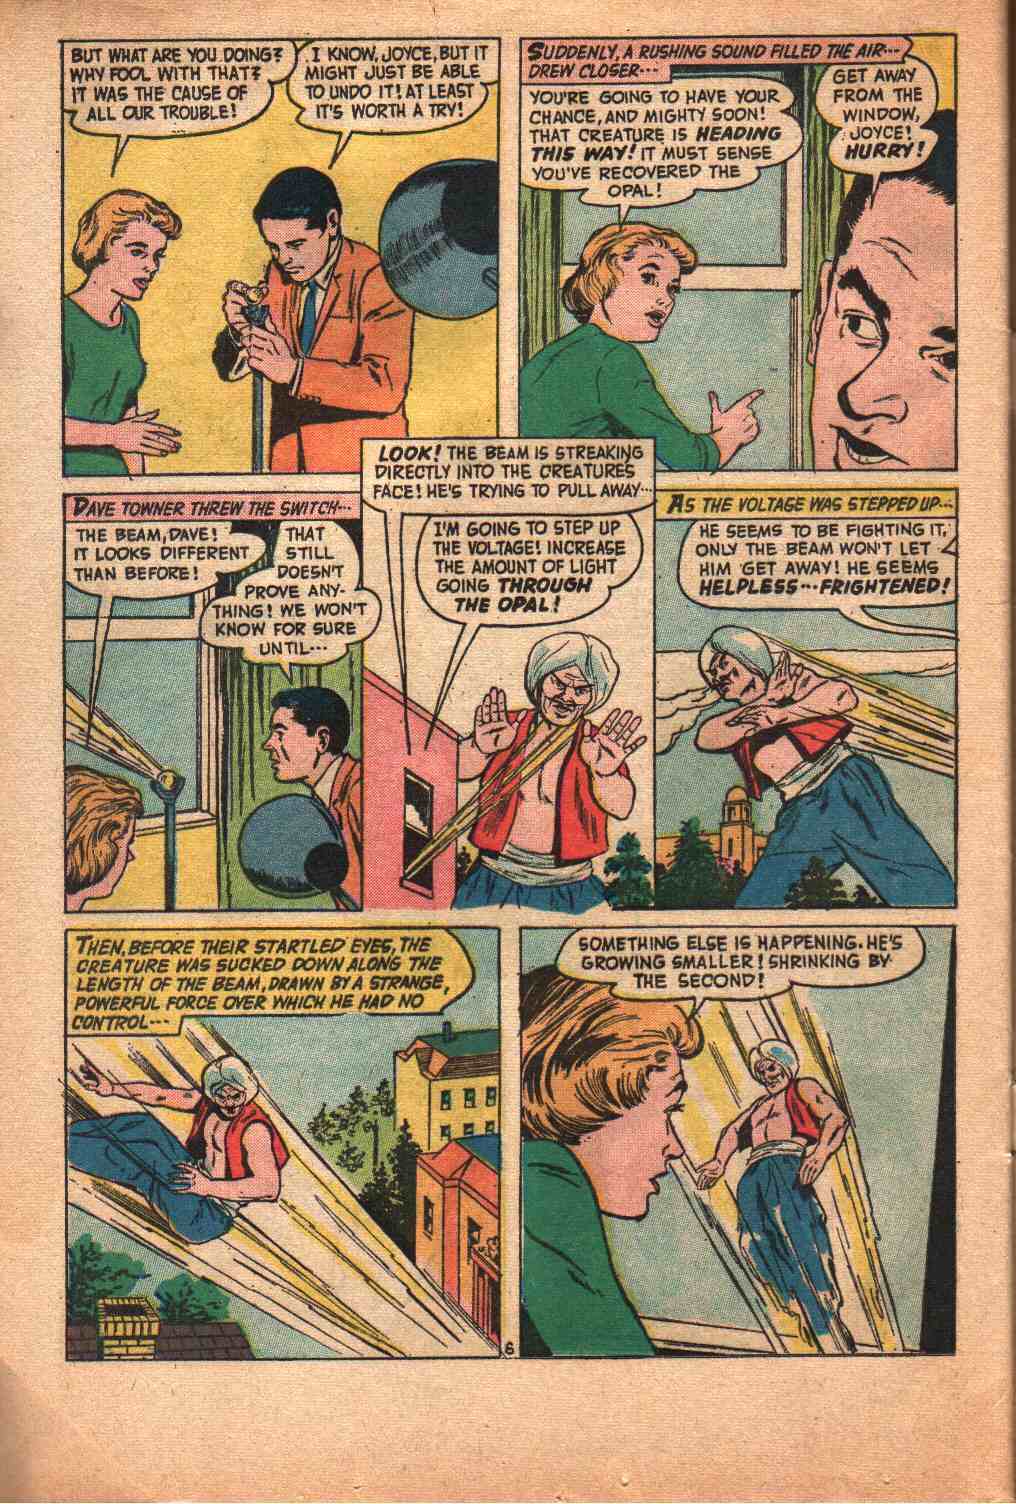 BUT WHAT ARE YOU DOING?
WHY FOOL WITH THAT?
IT WAS THE CAUSE OF
ALL OUR TROUBLE!
I KNOW, JOYCE, BUT IT
MIGHT JUST BE ABLE
TO UNDO IT! AT LEAST
IT'S WORTH A TRY!
SUDDENLY, A RUSHING SOUND FILLED THE AIR---
DREW CLOSER---
YOU'RE GOING TO HAVE YOUR
CHANCE, AND MIGHTY SOON!
THAT CREATURE IS HEADING
THIS WAY! IT MUST SENSE
YOU'VE RECOVERED THE
OPAL!
GET AWAY
FROM THE
WINDOW,
JOYCE!
HURRY!
DAVE TOWNER THREW THE SWITCH---
THE BEAM, DAVE!
IT LOOKS DIFFERENT
THAN BEFORE!
THAT
STILL
DOESN'T
PROVE ANY-
THING! WE WON'T
KNOW FOR SURE
UNTIL---
LOOK! THE BEAM IS STREAKING
DIRECTLY INTO THE CREATURES
FACE! HE'S TRYING TO PULL AWAY---
I'M GOING TO STEP UP
THE VOLTAGE! INCREASE
THE AMOUNT OF LIGHT
GOING THROUGH
THE OPAL!
AS THE VOLTAGE WAS STEPPED UP---
HE SEEMS TO BE FIGHTING IT,
ONLY THE BEAM WON'T LET
HIM GET AWAY! HE SEEMS
HELPLESS---FRIGHTENED!
THEN, BEFORE THEIR STARTLED EYES, THE
CREATURE WAS SUCKED DOWN ALONG THE
LENGTH OF THE BEAM, DRAWN BY A STRANGE,
POWERFUL FORCE OVER WHICH HE HAD NO
CONTROL---
SOMETHING ELSE IS HAPPENING. HE'S
GROWING SMALLER! SHRINKING BY
THE SECOND!
6